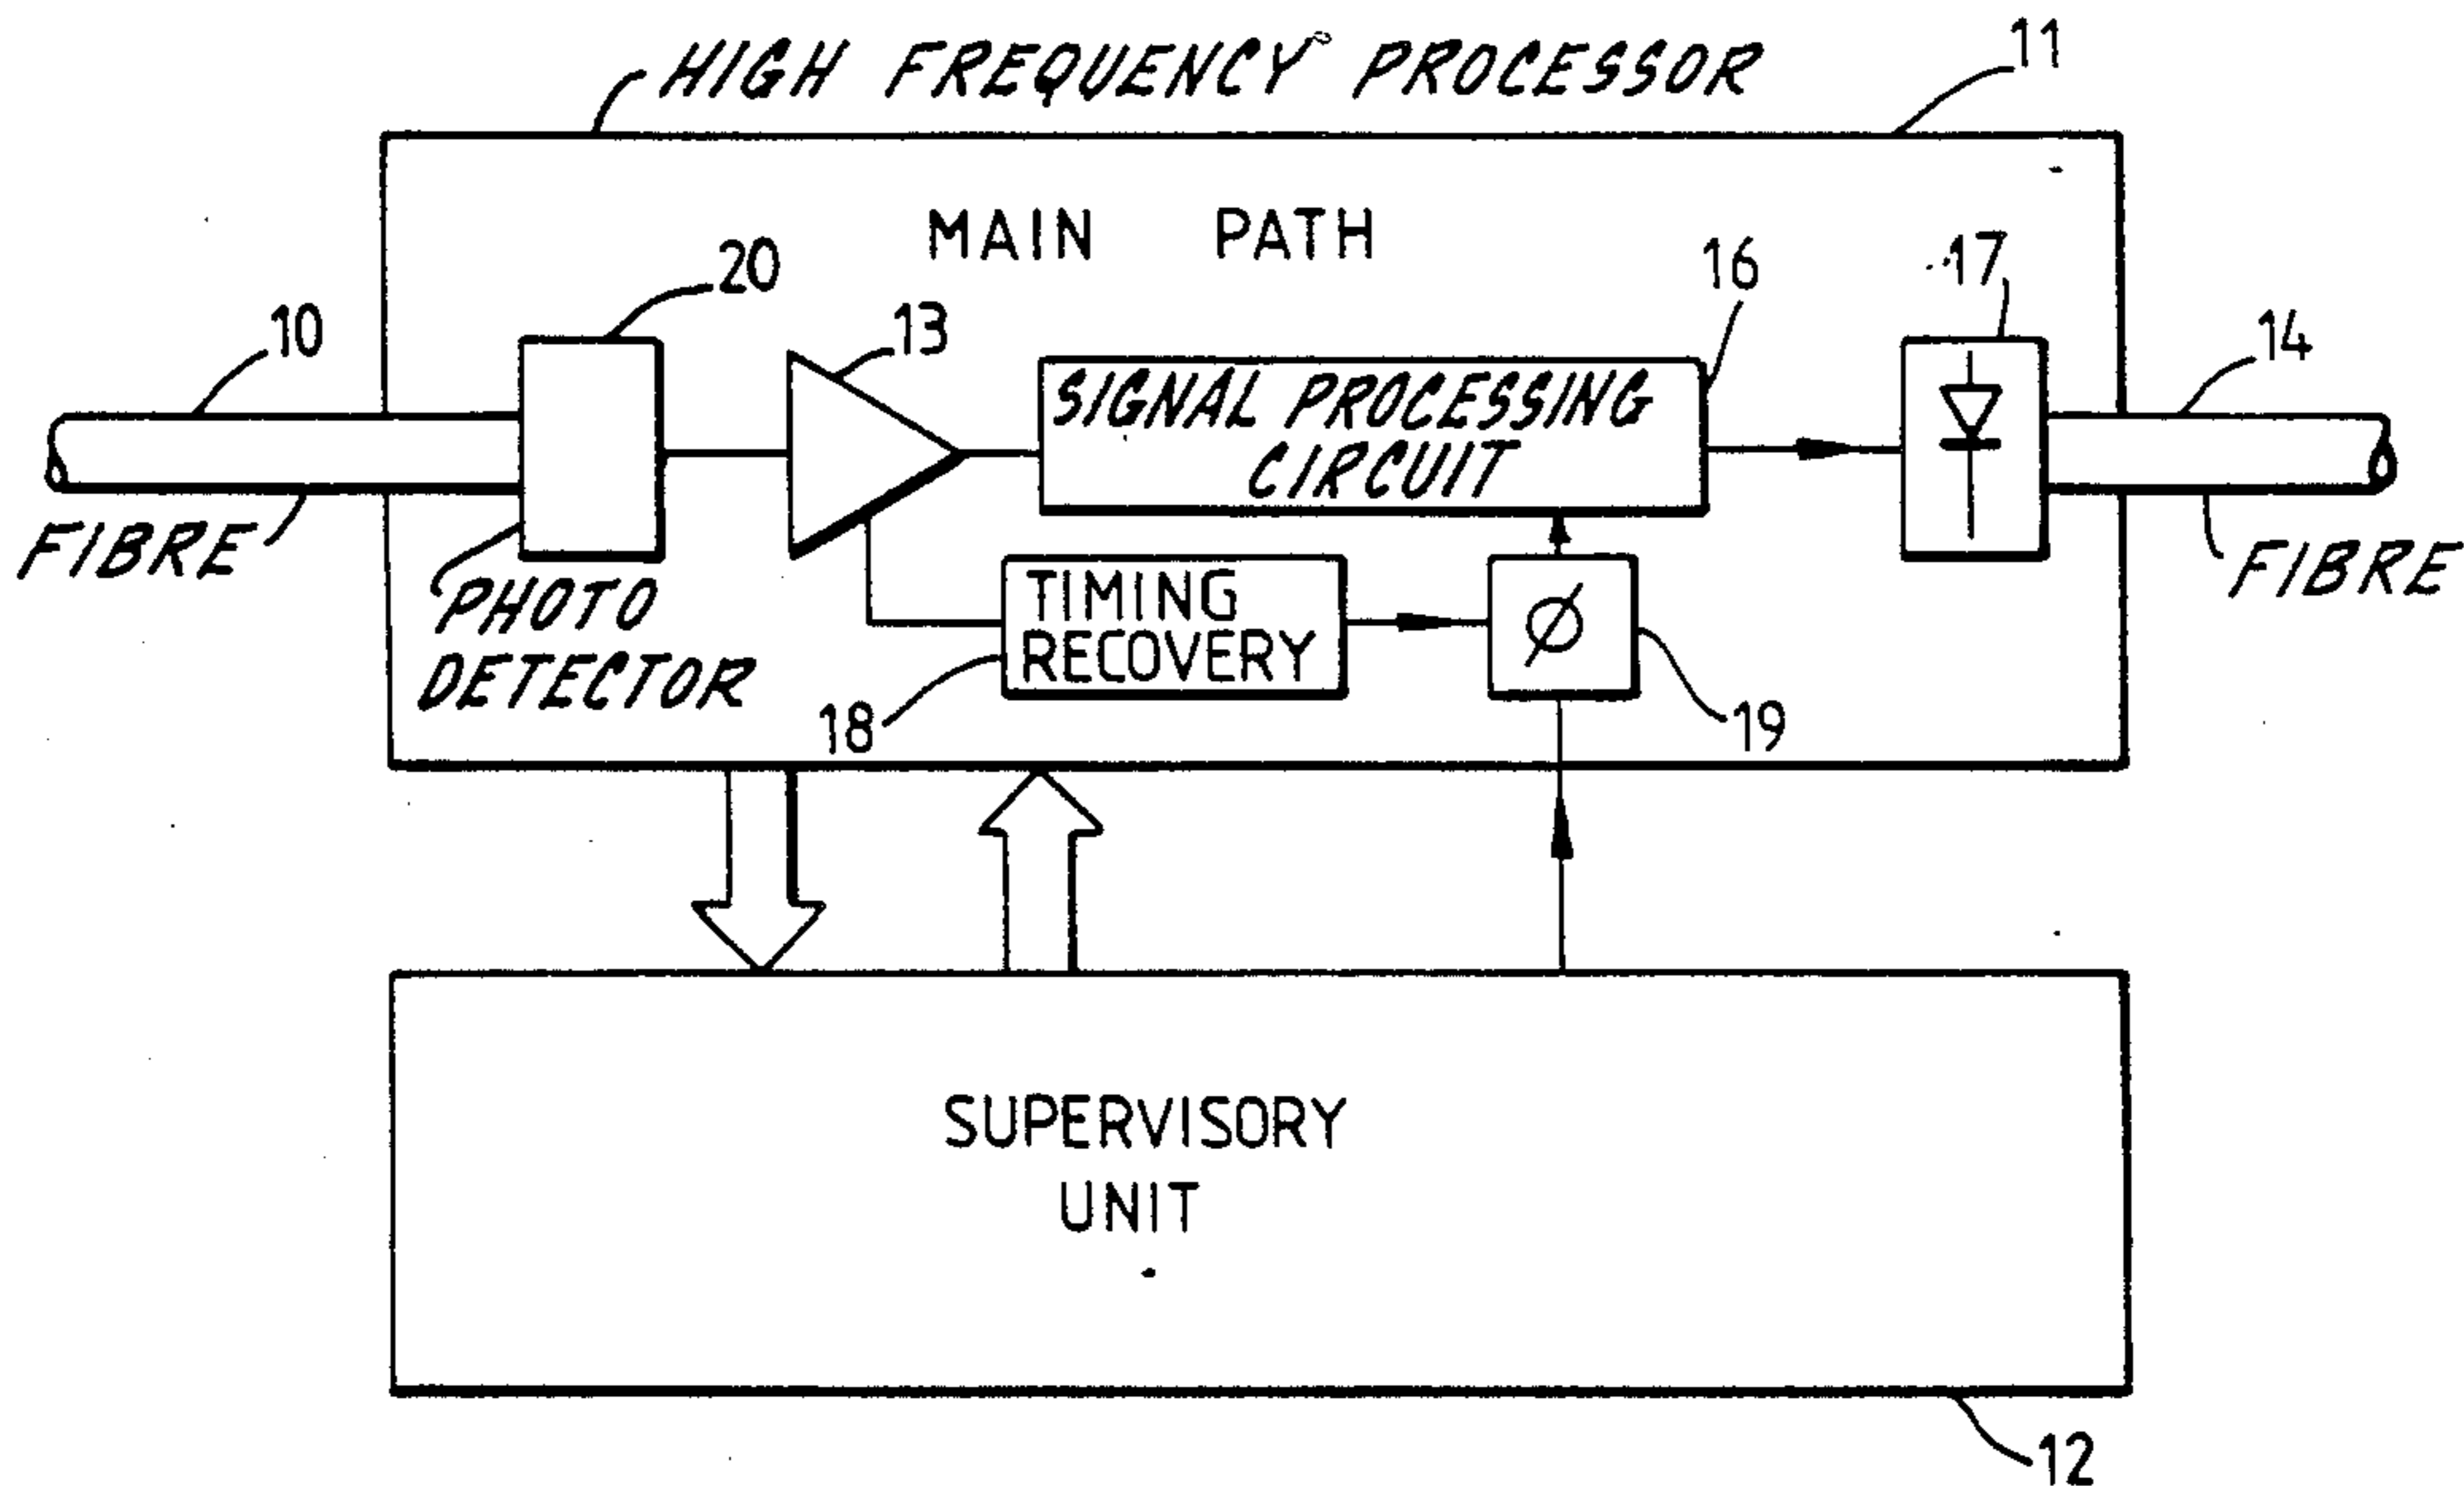 HIGH FREQUENCY PROCESSOR
11
MAIN PATH
20
13
16
17
10
14
SIGNAL PROCESSING
CIRCUIT
FIBRE
FIBRE
PHOTO
DETECTOR
TIMING
RECOVERY
Ø
18
19
SUPERVISORY
UNIT
12